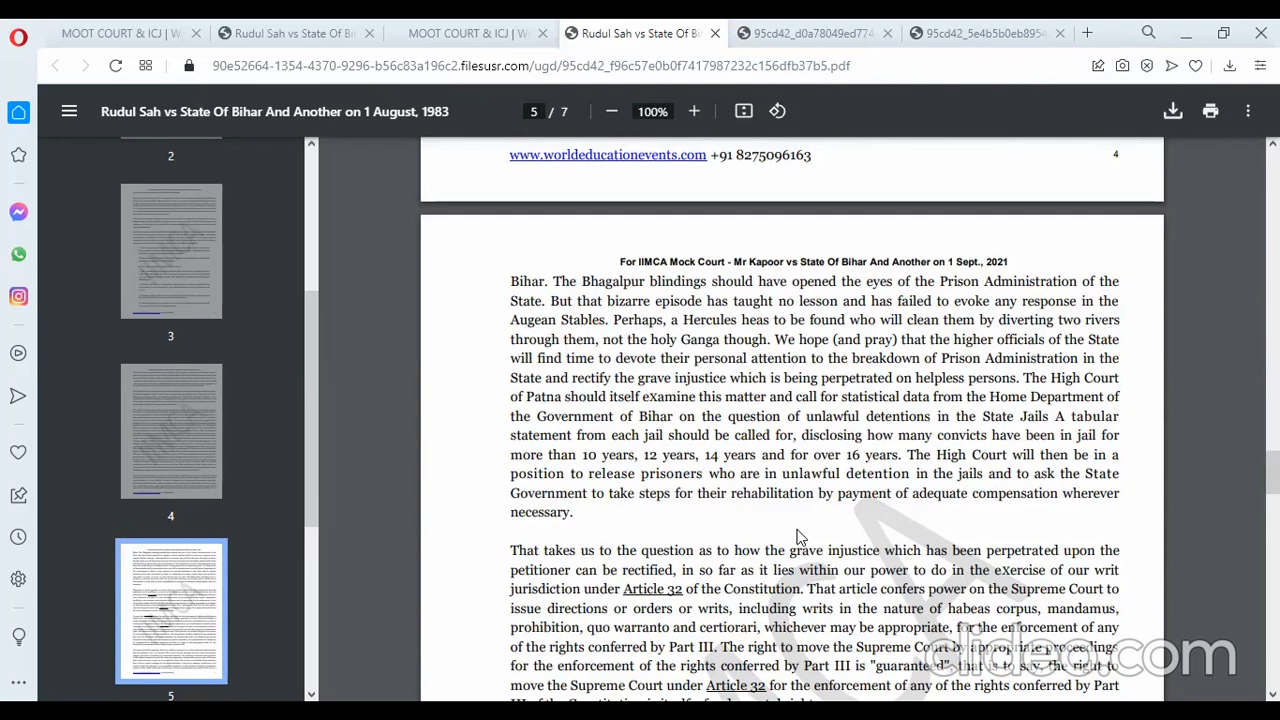 MOOT COURT & ICJ | W
Rudul Sah vs State Of Bi
MOOT COURT & ICJ | W
Rudul Sah vs State Of B
95cd42_d0a78049ed774
95cd42_5e4b5b0eb8954
90e52664-1354-4370-9296-b56c83a196c2.filesusr.com/ugd/95cd42_f96c57e0b0f7417987232c156dfb37b5.pdf
Rudul Sah vs State Of Bihar And Another on 1 August, 1983
5 / 7
100%
2
3
4
5
www.worldeducationevents.com +91 8275096163
4
For IIMCA Mock Court - Mr Kapoor vs State Of Bihar And Another on 1 Sept., 2021
Bihar. The Bhagalpur blindings should have opened the eyes of the Prison Administration of the
State. But that bizarre episode has taught no lesson and has failed to evoke any response in the
Augean Stables. Perhaps, a Hercules heas to be found who will clean them by diverting two rivers
through them, not the holy Ganga though. We hope (and pray) that the higher officials of the State
will find time to devote their personal attention to the breakdown of Prison Administration in the
State and rectify the grave injustice which is being perpetrated on helpless persons. The High Court
of Patna should itself examine this matter and call for statistical data from the Home Department of
the Government of Bihar on the question of unlawful detentions in the State Jails A tabular
statement from each jail should be called for, disclosing how many convicts have been in jail for
more than 10 years, 12 years, 14 years and for over 16 years. The High Court will then be in a
position to release prisoners who are in unlawful detention in the jails and to ask the State
Government to take steps for their rehabilitation by payment of adequate compensation wherever
necessary.
That takes us to the question as to how the grave injustice which has been perpetrated upon the
petitioner can be rectified, in so far as it lies within our power to do in the exercise of our writ
jurisdiction under Article 32 of the Constitution. That article confers power on the Supreme Court to
issue directions or orders or writs, including writs in the nature of habeas corpus, mandamus,
prohibition, quo warranto and certiorari, whichever may be appropriate, for the enforcement of any
of the rights conferred by Part III. The right to move the Supreme Court by
for the enforcement of the rights conferred by Part III is "guaranteed", that is to say, the right to
move the Supreme Court under Article 32 for the enforcement of any of the rights conferred by Part
clideo.com